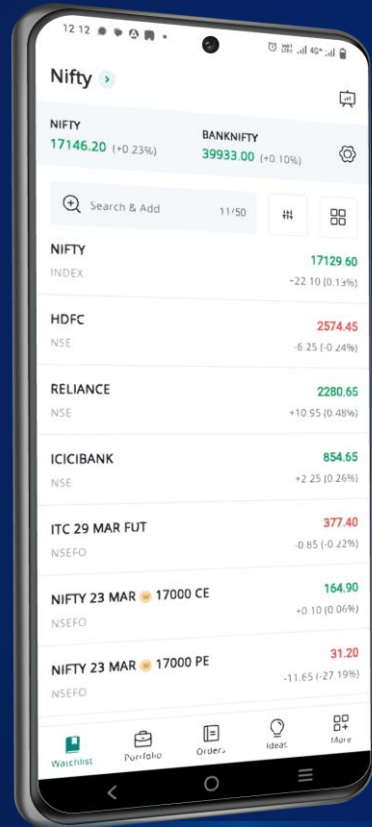 12 12
4G+
Nifty >
NIFTY BANKNIFTY
17146.20 (+0.23%) 39933.00 (+0.10%)
Search & Add 11/50
NIFTY 17129.60
INDEX +22.10 (0.13%)
HDFC 2574.45
NSE -6.25 (-0.24%)
RELIANCE 2280.65
NSE +10.95 (0.48%)
ICICIBANK 854.65
NSE +2.25 (0.26%)
ITC 29 MAR FUT 377.40
NSEFO -0.85 (-0.22%)
NIFTY 23 MAR W 17000 CE 164.90
NSEFO +0.10 (0.06%)
NIFTY 23 MAR W 17000 PE 31.20
NSEFO -11.65 (-27.19%)
Watchlist Portfolio Orders Ideas More